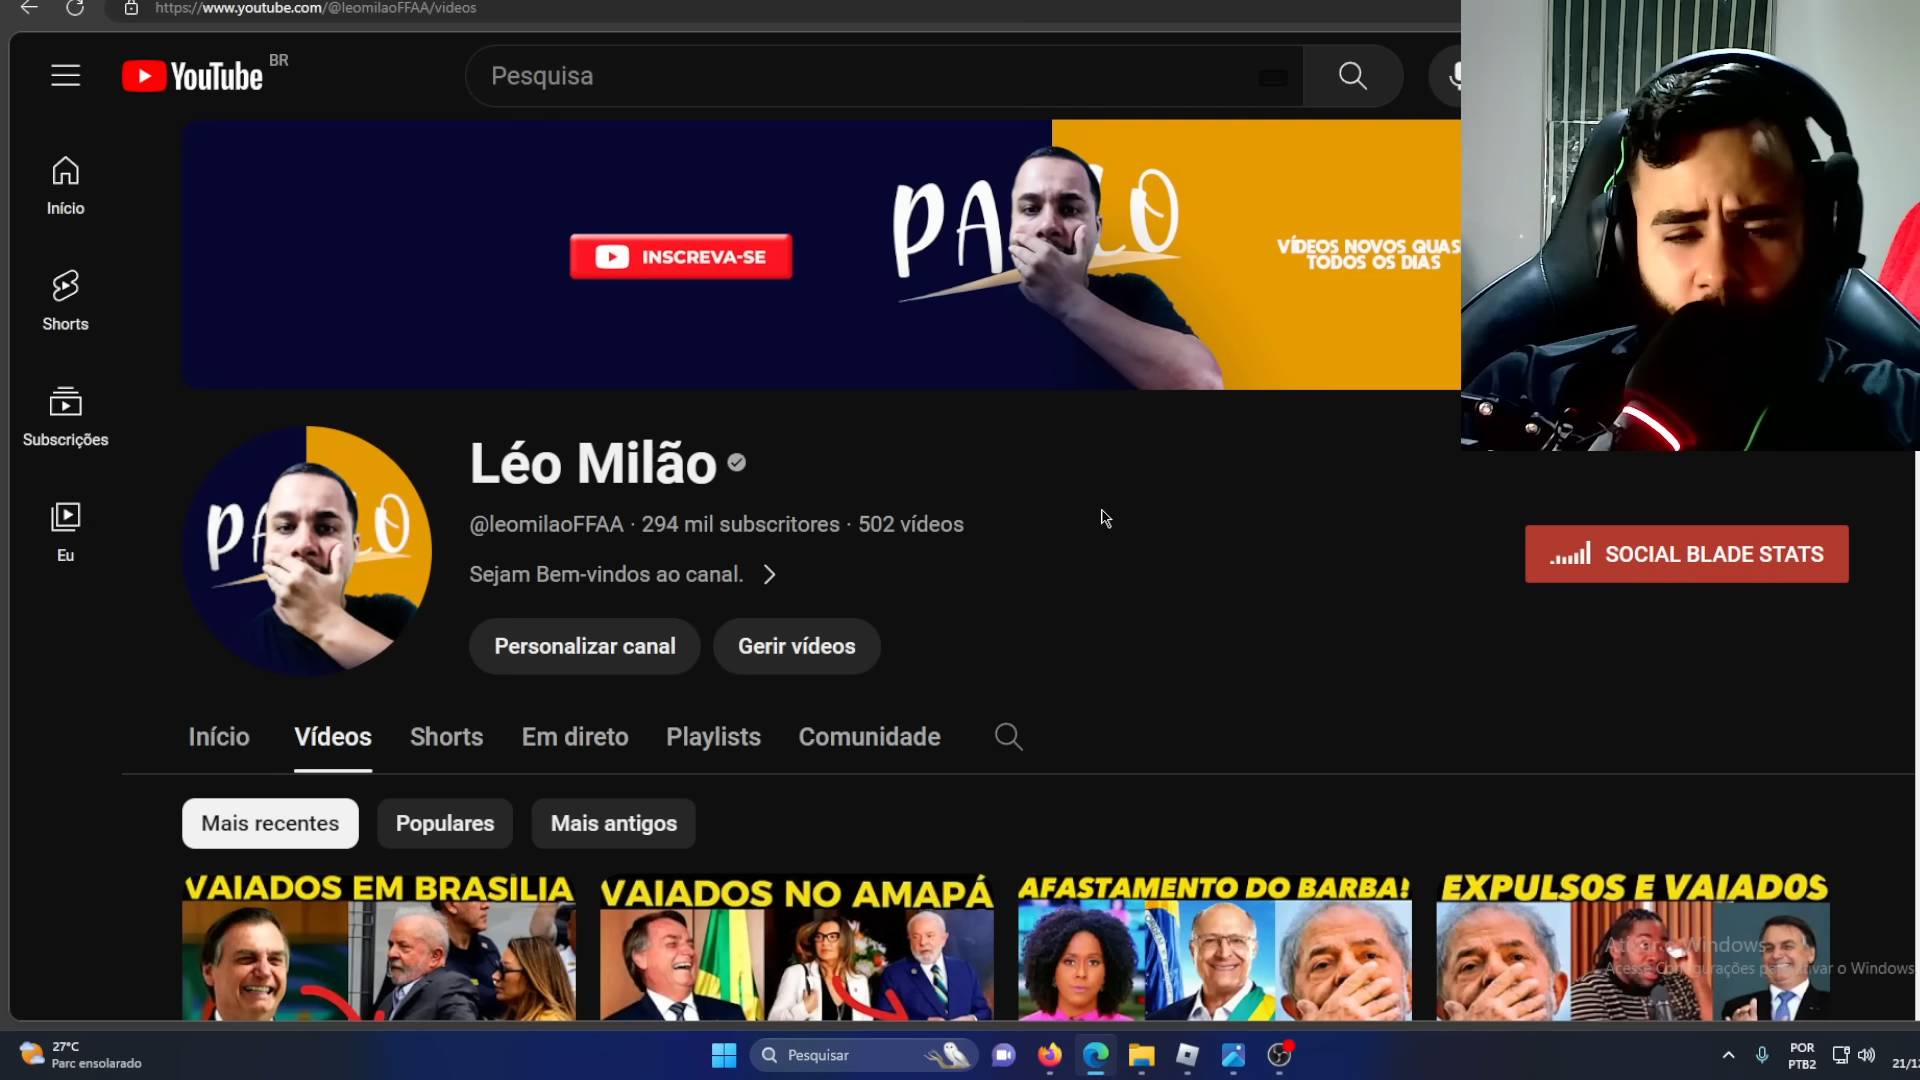 https://www.youtube.com/@leomilaoFFAA/videos
YouTube BR
Pesquisa
Início
Shorts
Subscrições
Eu
INSCREVA-SE
VÍDEOS NOVOS QUAS
TODOS OS DIAS
Léo Milão
@leomilaoFFAA · 294 mil subscritores · 502 vídeos
Sejam Bem-vindos ao canal.
SOCIAL BLADE STATS
Personalizar canal
Gerir vídeos
Início
Vídeos
Shorts
Em direto
Playlists
Comunidade
Mais recentes
Populares
Mais antigos
VAIADOS EM BRASILIA
VAIADOS NO AMAPÁ
AFASTAMENTO DO BARBA!
EXPULSOS E VAIADOS
27°C
Parc ensolarado
Pesquisar
POR
PTB2